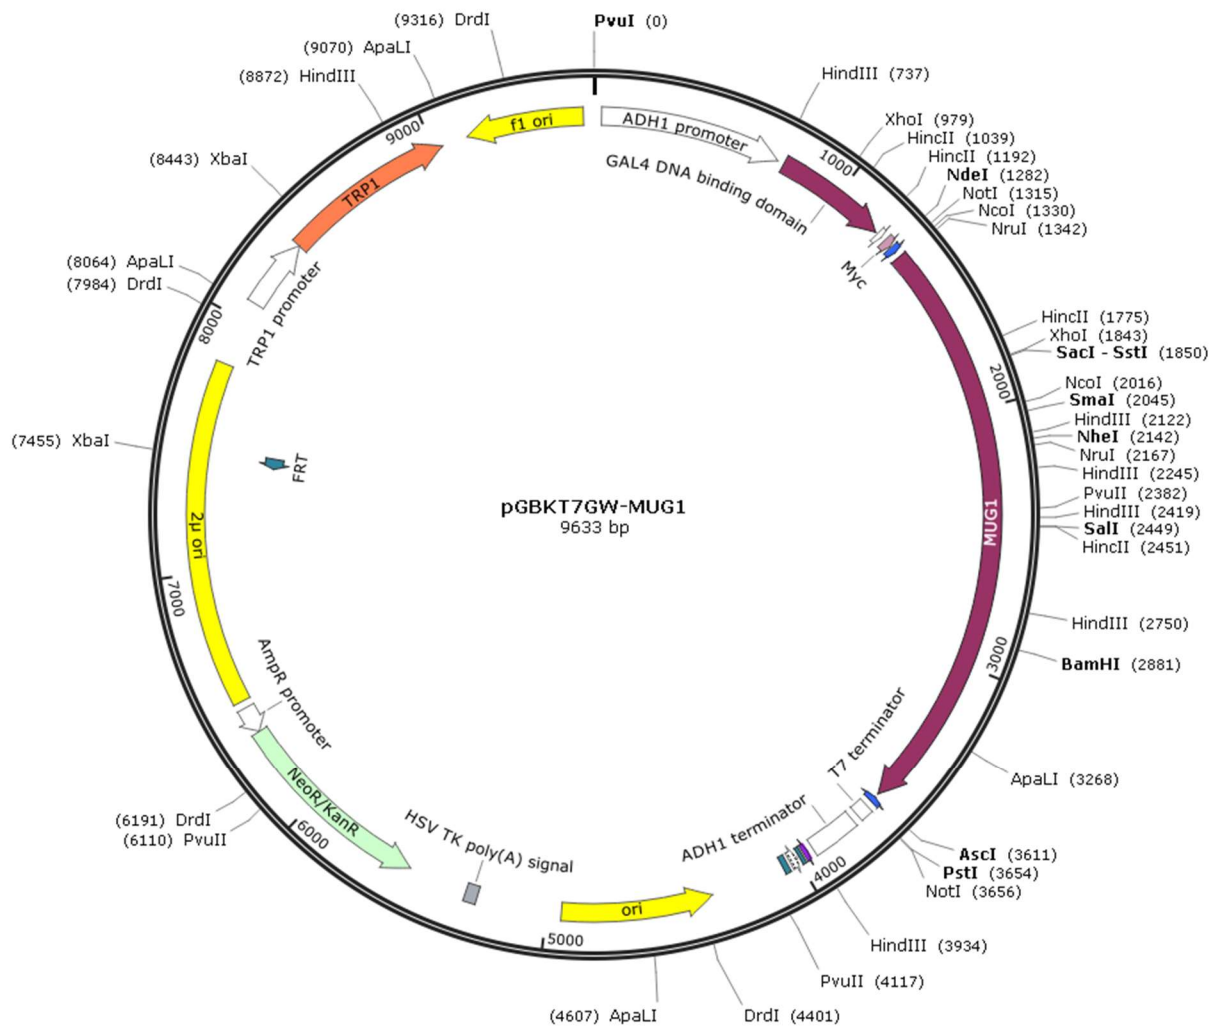 PvuI (0)
HindIII (737)
XhoI (979)
HincII (1039)
HincII (1192)
NdeI (1282)
NotI (1315)
NcoI (1330)
NruI (1342)
HincII (1775)
XhoI (1843)
SacI - SstI (1850)
NcoI (2016)
SmaI (2045)
HindIII (2122)
NheI (2142)
NruI (2167)
HindIII (2245)
PvuII (2382)
HindIII (2419)
SalI (2449)
HincII (2451)
HindIII (2750)
BamHI (2881)
ApaLI (3268)
AscI (3611)
PstI (3654)
NotI (3656)
HindIII (3934)
PvuII (4117)
DrdI (4401)
(4607) ApaLI
(6110) PvuII
(6191) DrdI
(7455) XbaI
(7984) DrdI
(8064) ApaLI
(8443) XbaI
(8872) HindIII
(9070) ApaLI
(9316) DrdI
1000
2000
3000
4000
5000
6000
7000
8000
9000
ADH1 promoter
GAL4 DNA binding domain
Myc
MUG1
T7 terminator
ADH1 terminator
ori
HSV TK poly(A) signal
NeoR/KanR
AmpR promoter
2μ ori
FRT
TRP1 promoter
TRP1
f1 ori
pGBKT7GW-MUG1
9633 bp